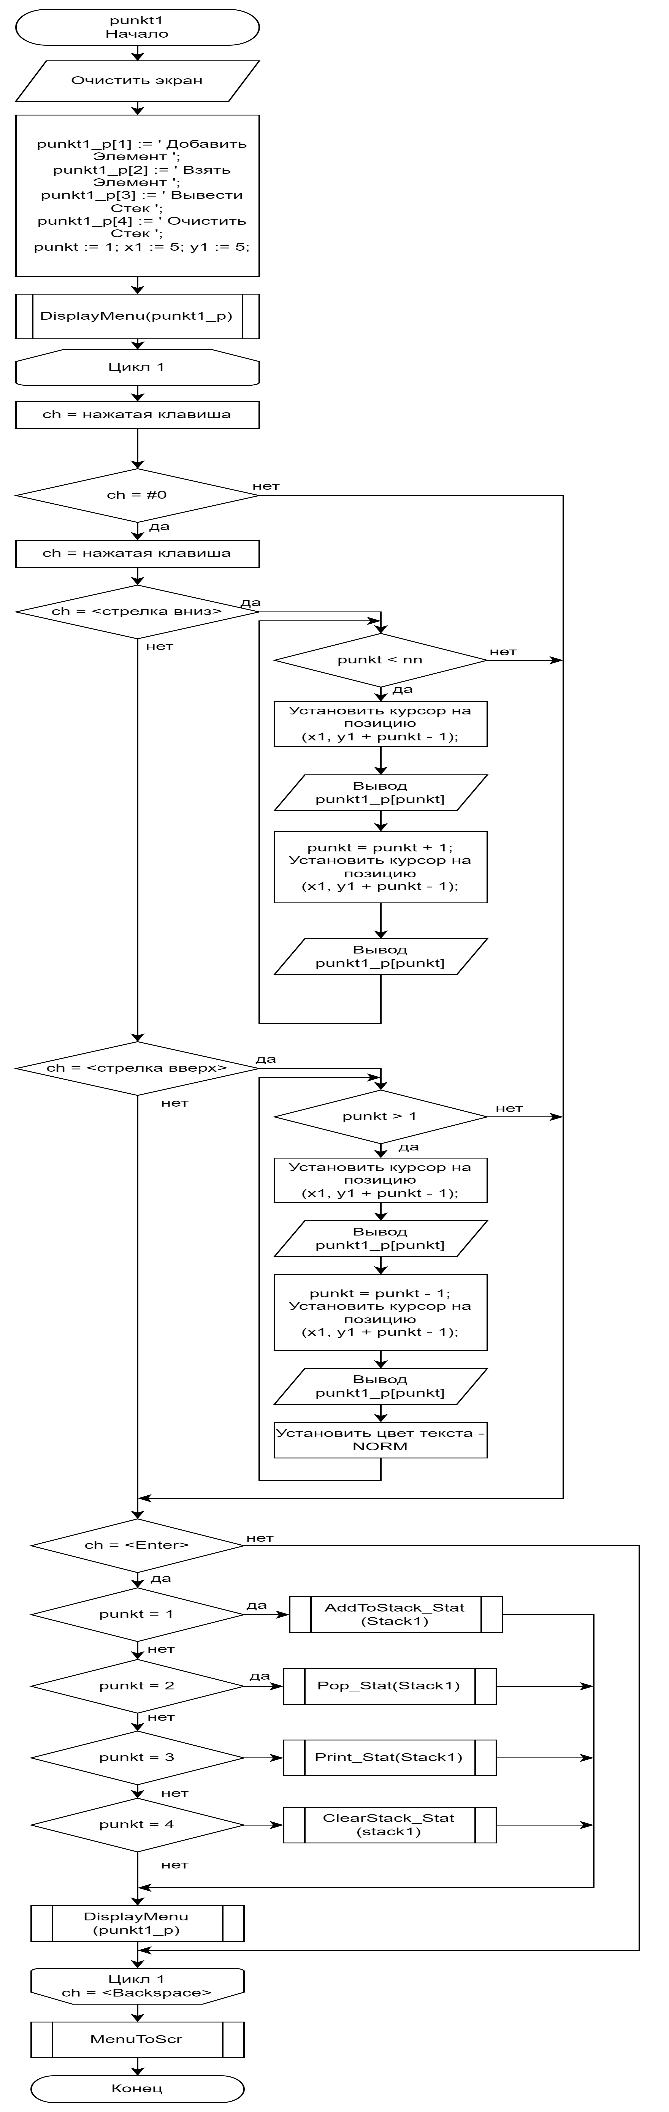 punkt1
Начало
Очистить экран
punkt1_p[1] := ' Добавить
Элемент ';
punkt1_p[2] := ' Взять
Элемент ';
punkt1_p[3] := ' Вывести
Стек ';
punkt1_p[4] := ' Очистить
Стек ';
punkt := 1; x1 := 5; y1 := 5;
DisplayMenu(punkt1_p)
Цикл 1
ch = нажатая клавиша
ch = #0
нет
да
ch = нажатая клавиша
ch = <стрелка вниз>
да
нет
punkt < nn
нет
да
Установить курсор на
позицию
(x1, y1 + punkt - 1);
Вывод
punkt1_p[punkt]
punkt = punkt + 1;
Установить курсор на
позицию
(x1, y1 + punkt - 1);
Вывод
punkt1_p[punkt]
ch = <стрелка вверх>
да
нет
punkt > 1
нет
да
Установить курсор на
позицию
(x1, y1 + punkt - 1);
Вывод
punkt1_p[punkt]
punkt = punkt - 1;
Установить курсор на
позицию
(x1, y1 + punkt - 1);
Вывод
punkt1_p[punkt]
Установить цвет текста -
NORM
ch = <Enter>
нет
да
punkt = 1
да
AddToStack_Stat
(Stack1)
нет
punkt = 2
да
Pop_Stat(Stack1)
нет
punkt = 3
Print_Stat(Stack1)
нет
punkt = 4
ClearStack_Stat
(stack1)
нет
DisplayMenu
(punkt1_p)
Цикл 1
ch = <Backspace>
MenuToScr
Конец